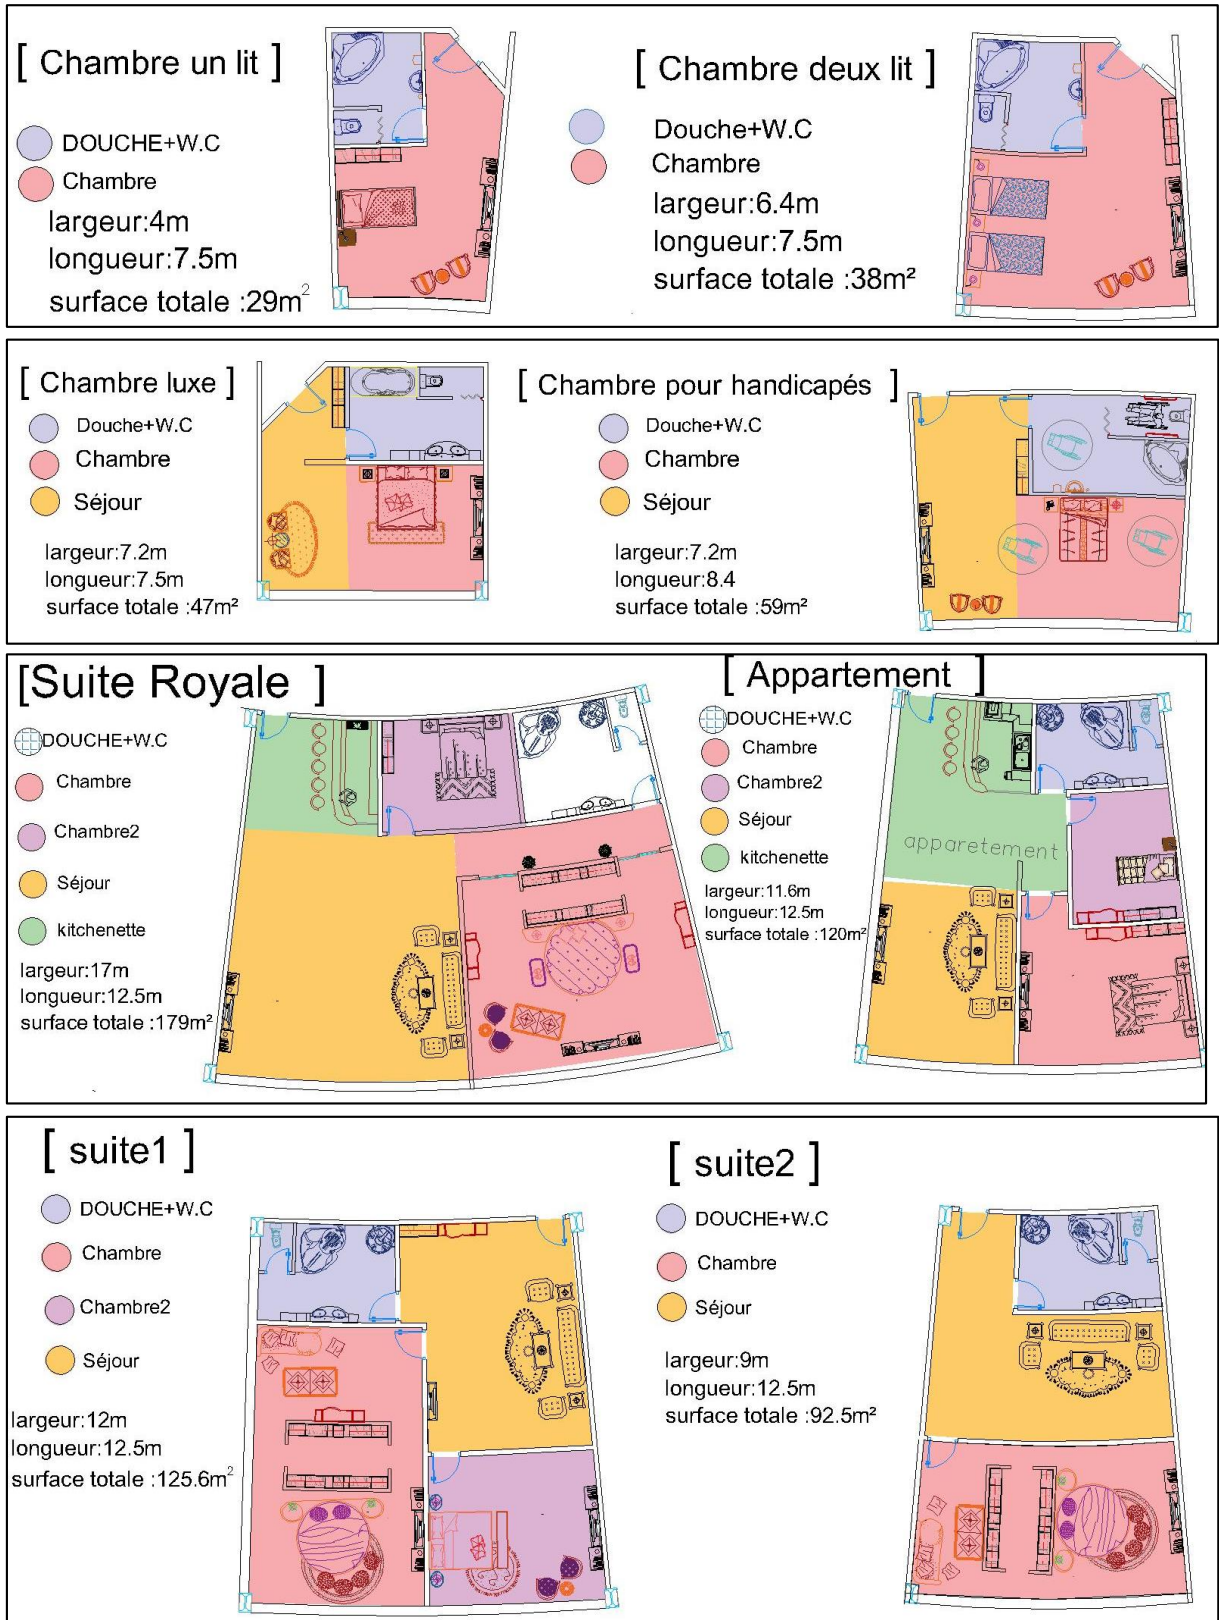 [ Chambre un lit ]
DOUCHE+W.C
Chambre
largeur:4m
longueur:7.5m
surface totale :29m²
[ Chambre deux lit ]
Douche+W.C
Chambre
largeur:6.4m
longueur:7.5m
surface totale :38m²
[ Chambre luxe ]
Douche+W.C
Chambre
Séjour
largeur:7.2m
longueur:7.5m
surface totale :47m²
[ Chambre pour handicapés ]
Douche+W.C
Chambre
Séjour
largeur:7.2m
longueur:8.4
surface totale :59m²
[Suite Royale ]
DOUCHE+W.C
Chambre
Chambre2
Séjour
kitchenette
largeur:17m
longueur:12.5m
surface totale :179m²
[ Appartement ]
DOUCHE+W.C
Chambre
Chambre2
Séjour
kitchenette
largeur:11.6m
longueur:12.5m
surface totale :120m²
apparetement
[ suite1 ]
DOUCHE+W.C
Chambre
Chambre2
Séjour
largeur:12m
longueur:12.5m
surface totale :125.6m²
[ suite2 ]
DOUCHE+W.C
Chambre
Séjour
largeur:9m
longueur:12.5m
surface totale :92.5m²